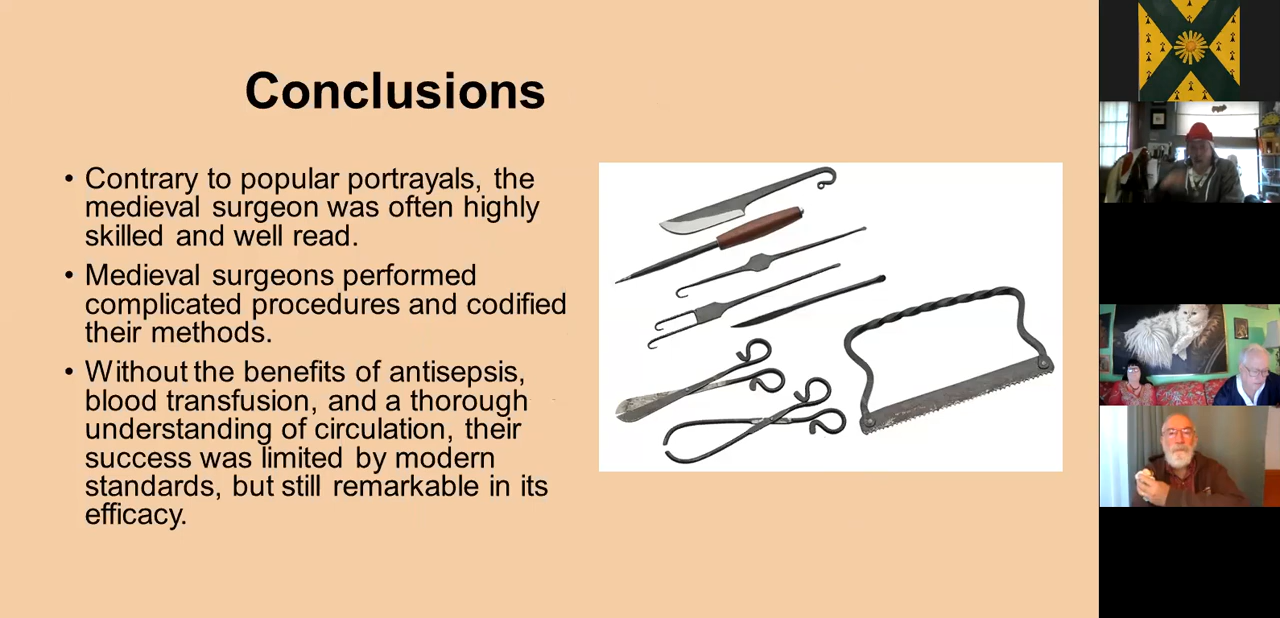 Conclusions
• Contrary to popular portrayals, the
medieval surgeon was often highly
skilled and well read.
• Medieval surgeons performed
complicated procedures and codified
their methods.
• Without the benefits of antisepsis,
blood transfusion, and a thorough
understanding of circulation, their
success was limited by modern
standards, but still remarkable in its
efficacy.